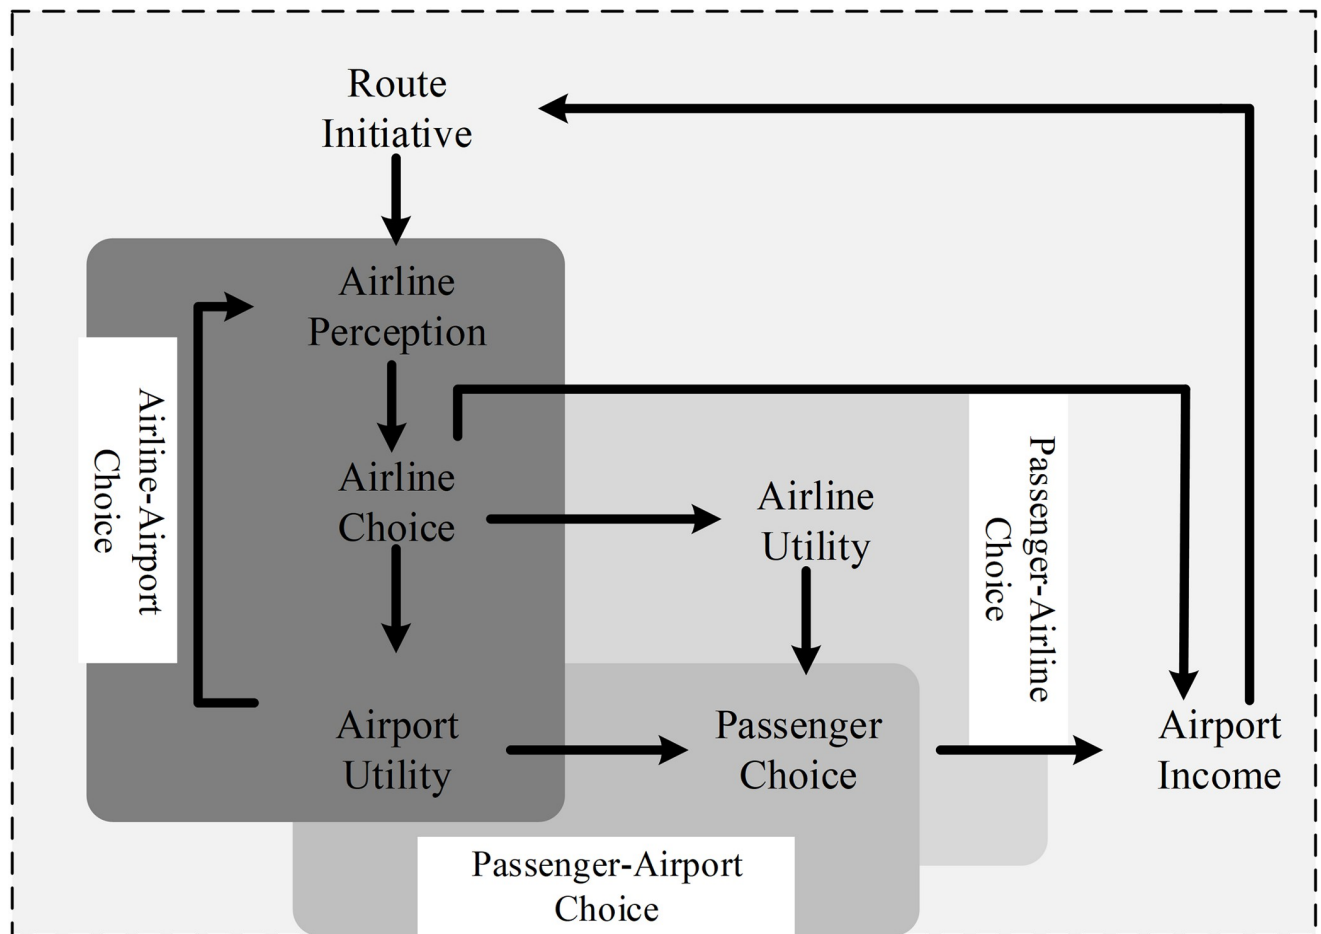 Route
Initiative
Airline
Perception
Airline-Airport
Choice
Airline
Choice
Airline
Utility
Passenger-Airline
Choice
Airport
Utility
Passenger
Choice
Airport
Income
Passenger-Airport
Choice